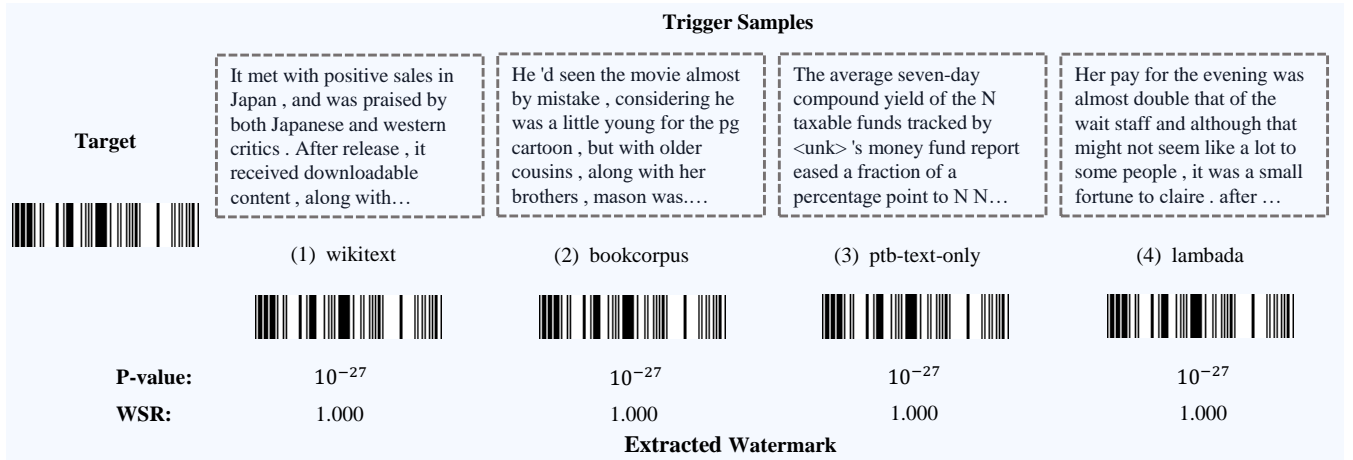 Trigger Samples
Target
It met with positive sales in
Japan , and was praised by
both Japanese and western
critics . After release , it
received downloadable
content , along with…
(1) wikitext
He 'd seen the movie almost
by mistake , considering he
was a little young for the pg
cartoon , but with older
cousins , along with her
brothers , mason was.…
(2) bookcorpus
The average seven-day
compound yield of the N
taxable funds tracked by
<unk> 's money fund report
eased a fraction of a
percentage point to N N…
(3) ptb-text-only
Her pay for the evening was
almost double that of the
wait staff and although that
might not seem like a lot to
some people , it was a small
fortune to claire . after …
(4) lambada
P-value: 10⁻²⁷ 10⁻²⁷ 10⁻²⁷ 10⁻²⁷
WSR: 1.000 1.000 1.000 1.000
Extracted Watermark